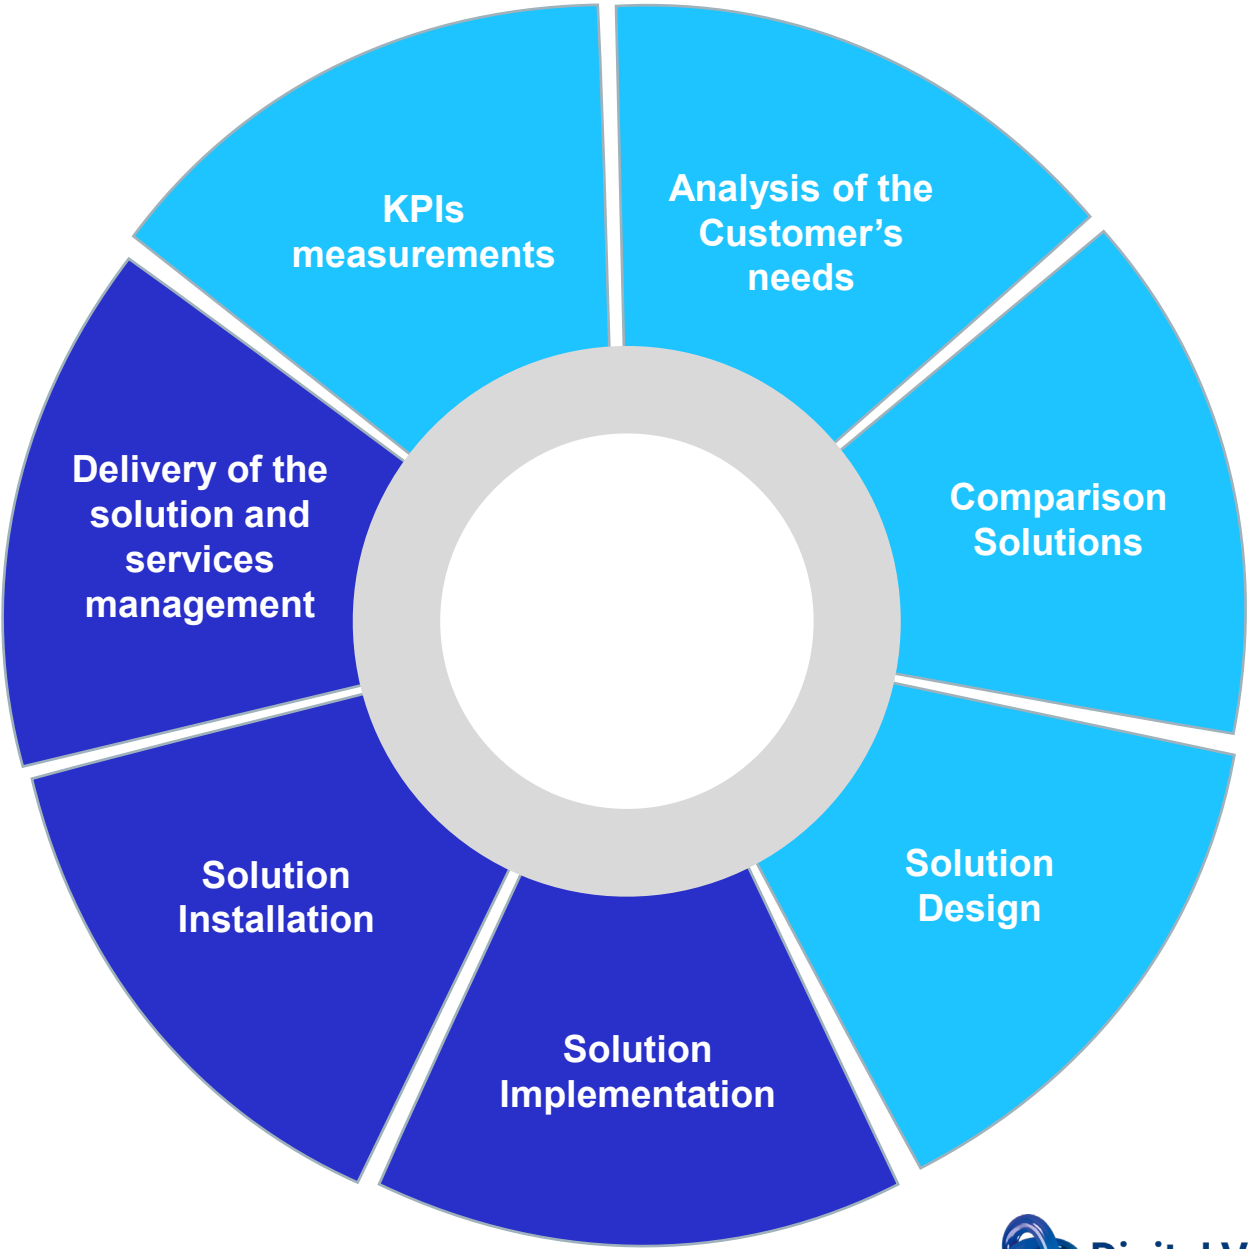 Analysis of the
Customer’s
needs
Comparison
Solutions
Solution
Design
Solution
Implementation
Solution
Installation
Delivery of the
solution and
services
management
KPIs
measurements